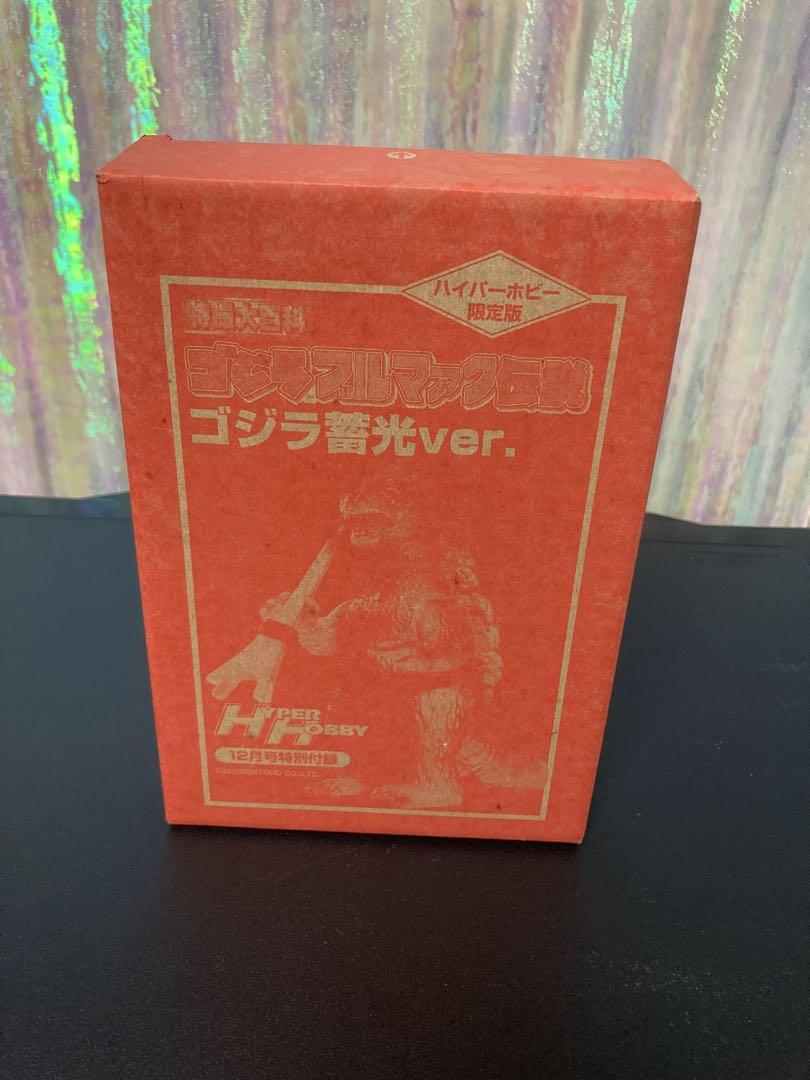 ハイパーホビー
限定版
特撮大百科
ゴジラフルマァク伝説
ゴジラ蓄光ver.
HYPER
HOBBY
12月号特別付録